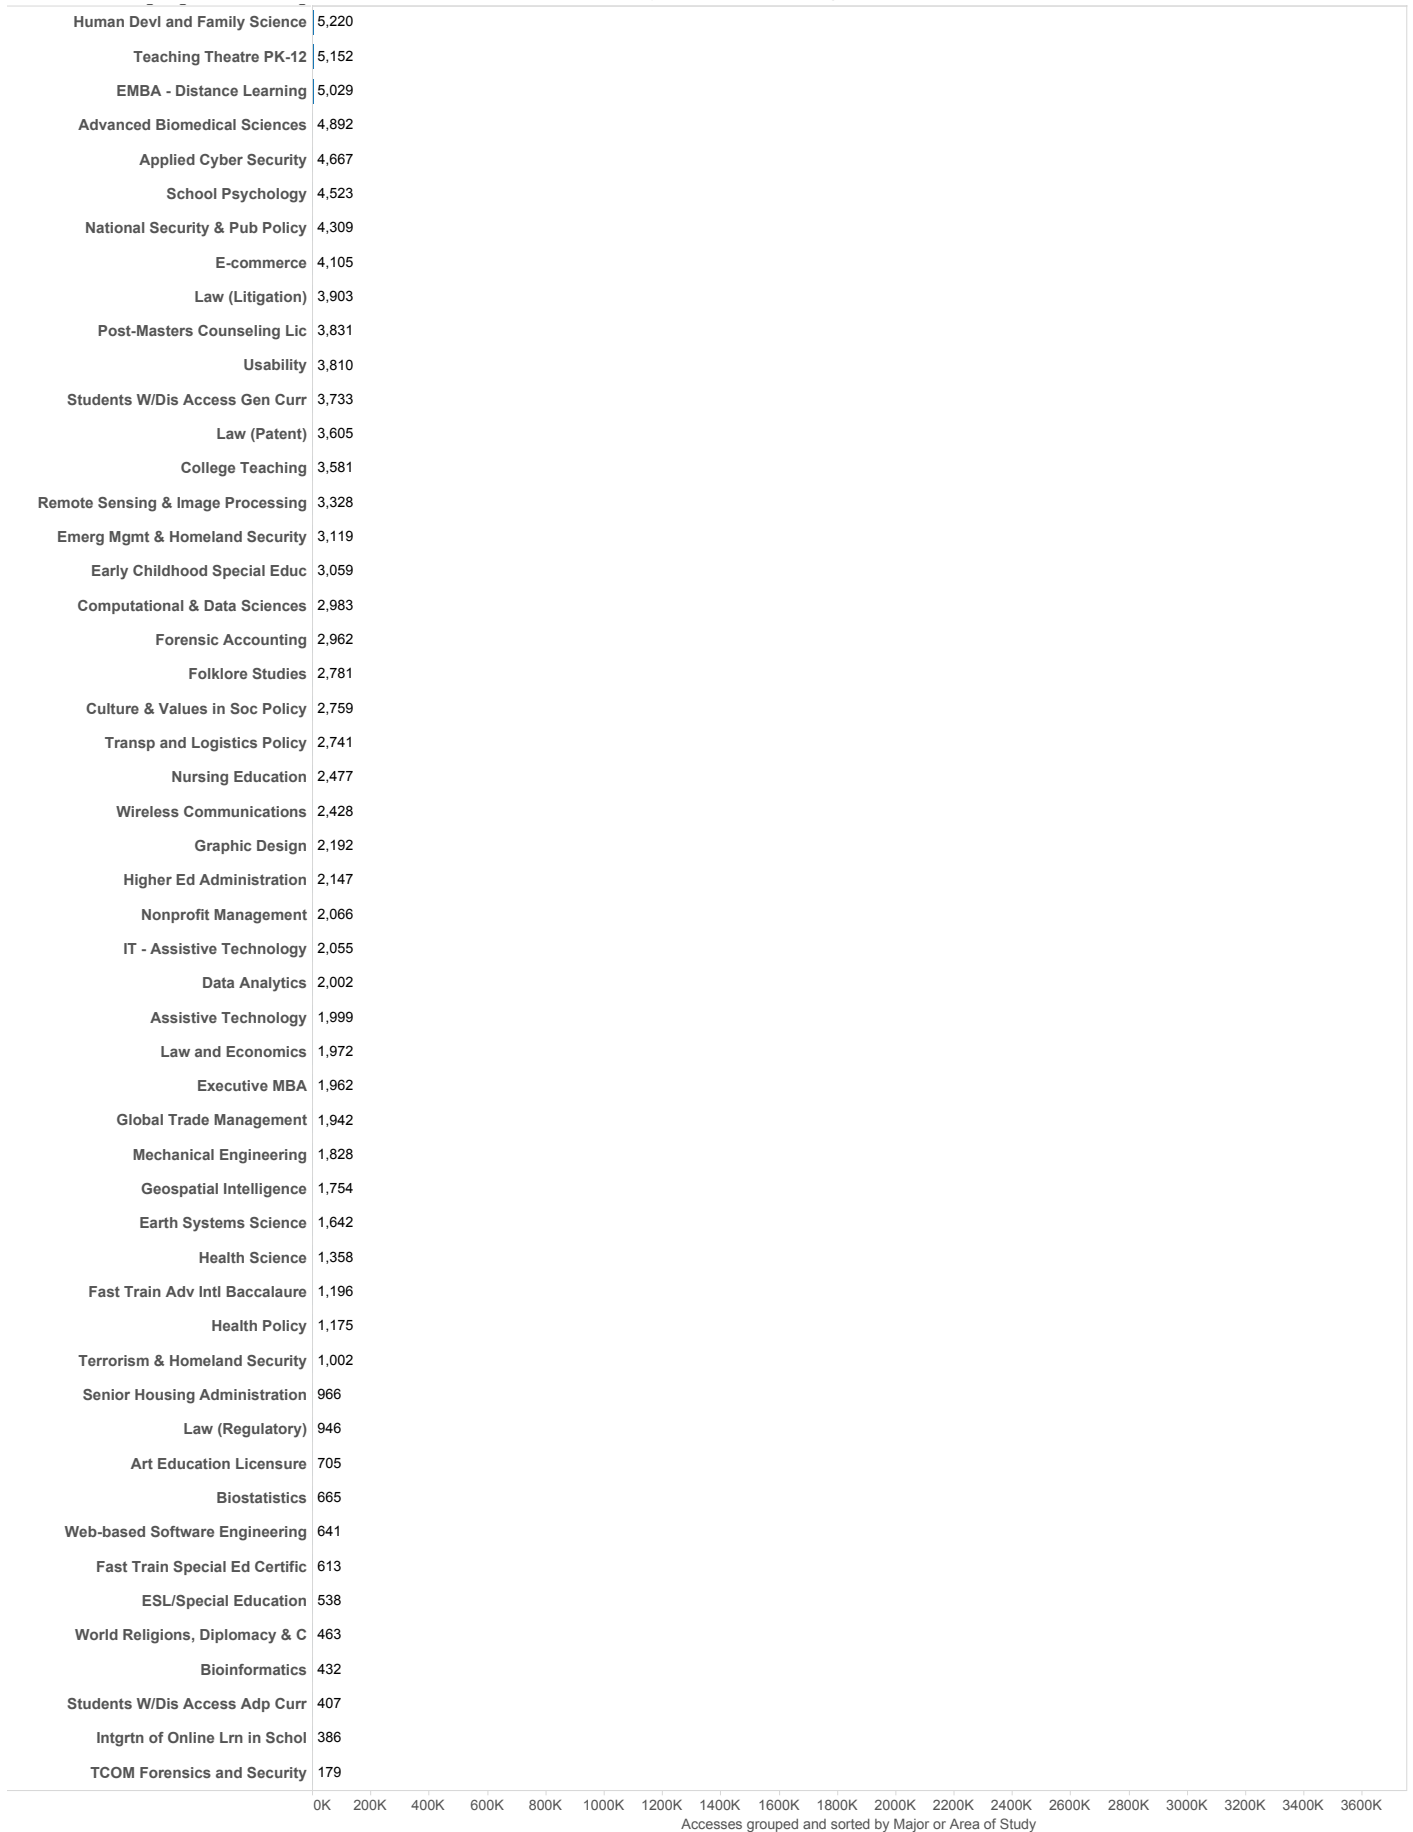 Human Devl and Family Science 5,220
Teaching Theatre PK-12 5,152
EMBA - Distance Learning 5,029
Advanced Biomedical Sciences 4,892
Applied Cyber Security 4,667
School Psychology 4,523
National Security & Pub Policy 4,309
E-commerce 4,105
Law (Litigation) 3,903
Post-Masters Counseling Lic 3,831
Usability 3,810
Students W/Dis Access Gen Curr 3,733
Law (Patent) 3,605
College Teaching 3,581
Remote Sensing & Image Processing 3,328
Emerg Mgmt & Homeland Security 3,119
Early Childhood Special Educ 3,059
Computational & Data Sciences 2,983
Forensic Accounting 2,962
Folklore Studies 2,781
Culture & Values in Soc Policy 2,759
Transp and Logistics Policy 2,741
Nursing Education 2,477
Wireless Communications 2,428
Graphic Design 2,192
Higher Ed Administration 2,147
Nonprofit Management 2,066
IT - Assistive Technology 2,055
Data Analytics 2,002
Assistive Technology 1,999
Law and Economics 1,972
Executive MBA 1,962
Global Trade Management 1,942
Mechanical Engineering 1,828
Geospatial Intelligence 1,754
Earth Systems Science 1,642
Health Science 1,358
Fast Train Adv Intl Baccalaure 1,196
Health Policy 1,175
Terrorism & Homeland Security 1,002
Senior Housing Administration 966
Law (Regulatory) 946
Art Education Licensure 705
Biostatistics 665
Web-based Software Engineering 641
Fast Train Special Ed Certific 613
ESL/Special Education 538
World Religions, Diplomacy & C 463
Bioinformatics 432
Students W/Dis Access Adp Curr 407
Intgrtn of Online Lrn in Schol 386
TCOM Forensics and Security 179
0K 200K 400K 600K 800K 1000K 1200K 1400K 1600K 1800K 2000K 2200K 2400K 2600K 2800K 3000K 3200K 3400K 3600K
Accesses grouped and sorted by Major or Area of Study